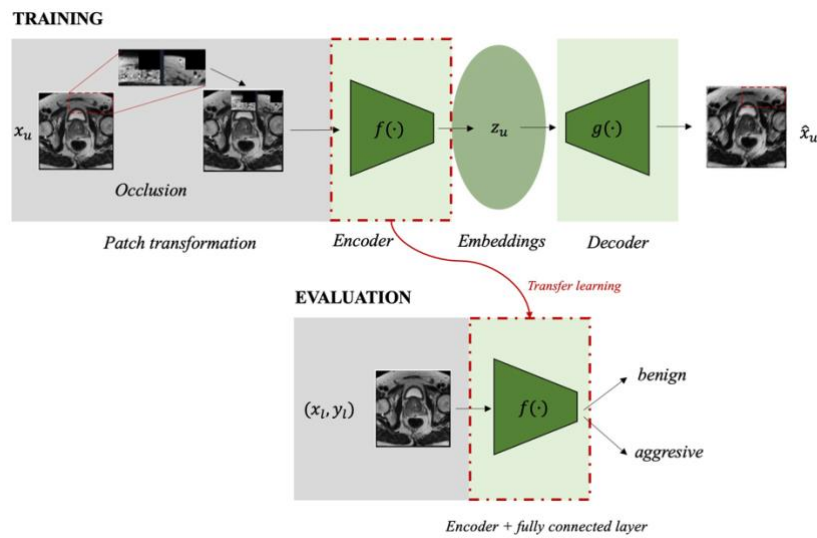 TRAINING
x_u
f(·)
z_u
g(·)
x̂_u
Occlusion
Patch transformation
Encoder
Embeddings
Decoder
Transfer learning
EVALUATION
(x_l, y_l)
f(·)
benign
aggresive
Encoder + fully connected layer